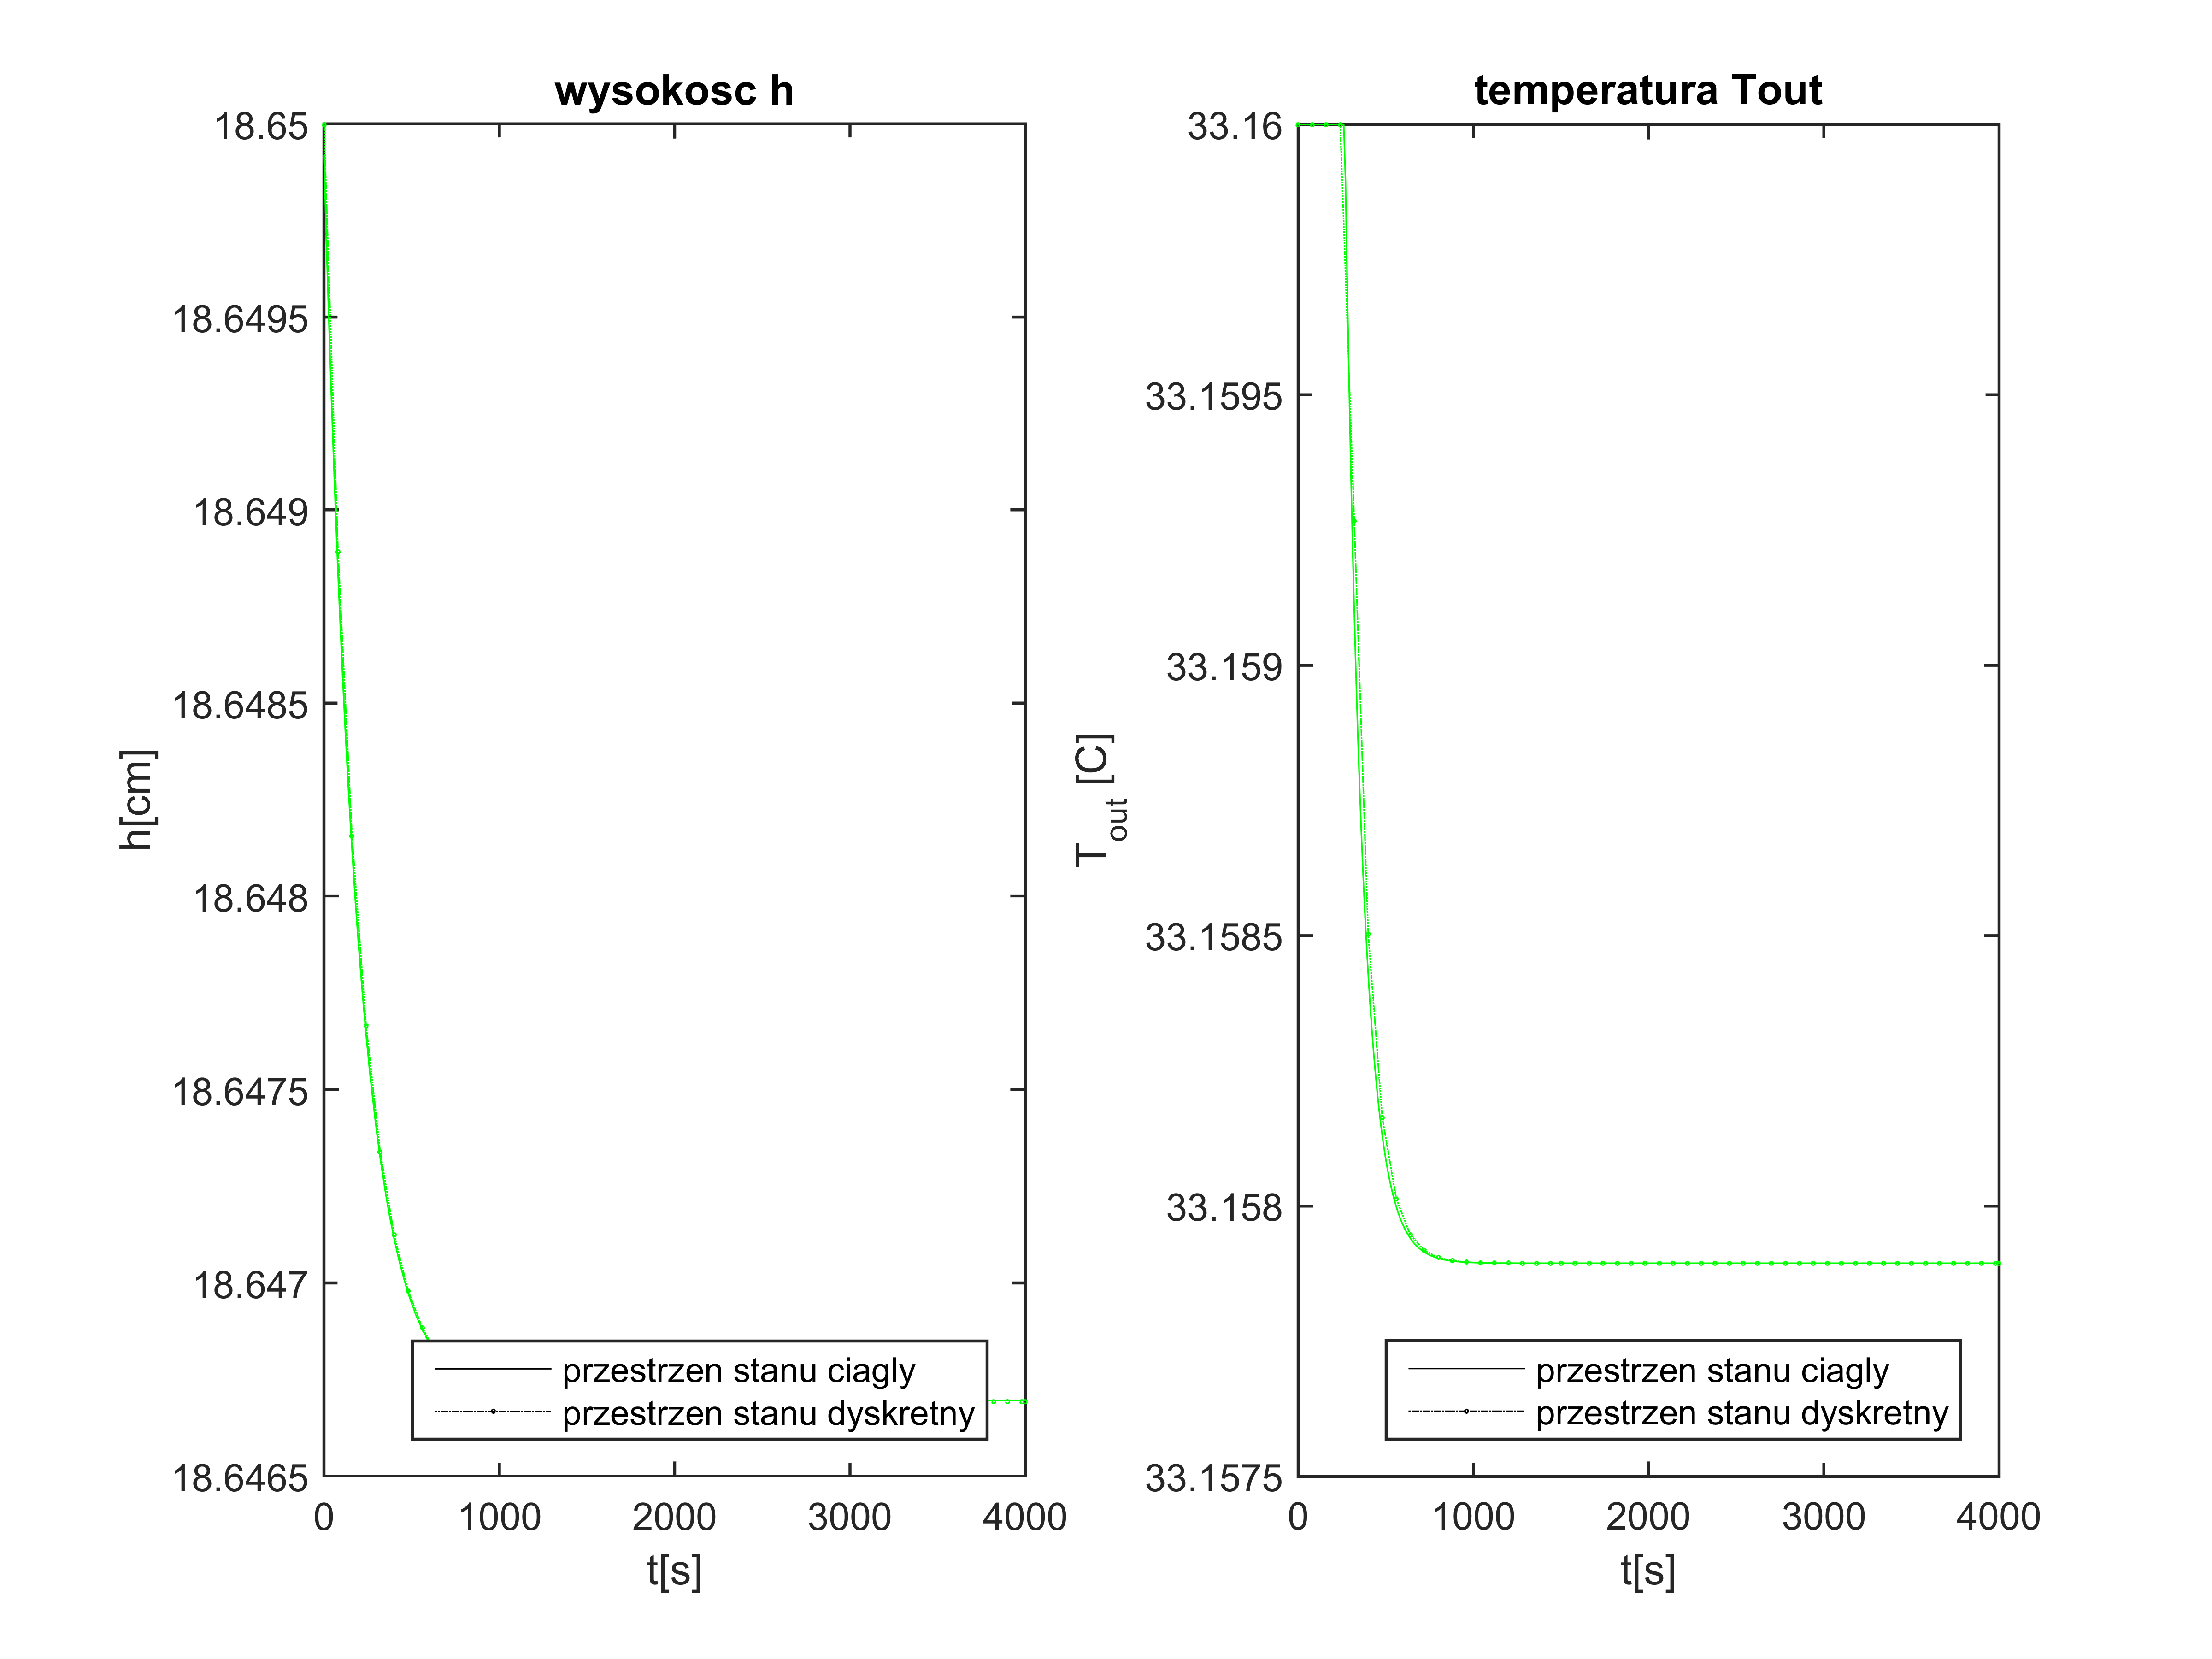 wysokosc h
18.65
18.6495
18.649
18.6485
18.648
18.6475
18.647
18.6465
h[cm]
0
1000
2000
3000
4000
t[s]
przestrzen stanu ciagly
przestrzen stanu dyskretny
temperatura Tout
33.16
33.1595
33.159
33.1585
33.158
33.1575
T_out [C]
0
1000
2000
3000
4000
t[s]
przestrzen stanu ciagly
przestrzen stanu dyskretny